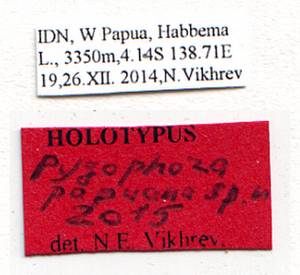 IDN, W Papua, Habbema
L., 3350m,4.14S 138.71E
19,26.XII. 2014,N.Vikhrev
HOLOTYPUS
Pygophora
papuana sp.n
2015
det. N.E. Vikhrev.